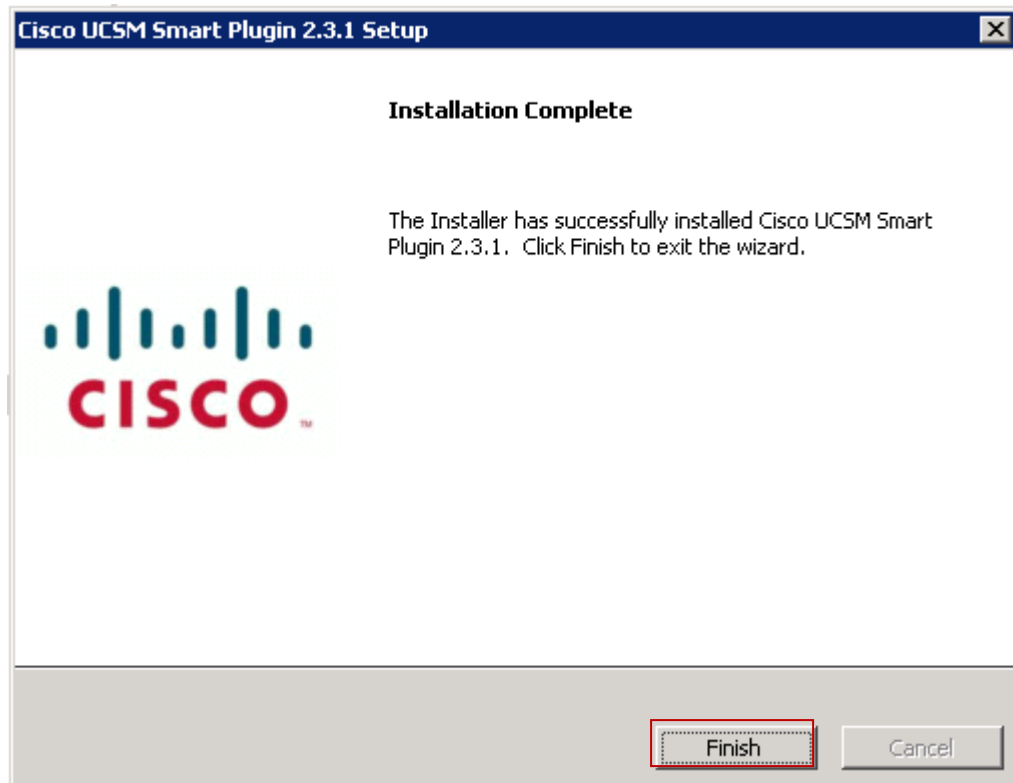 Cisco UCSM Smart Plugin 2.3.1 Setup
Installation Complete
The Installer has successfully installed Cisco UCSM Smart
Plugin 2.3.1.  Click Finish to exit the wizard.
CISCO™
Finish
Cancel